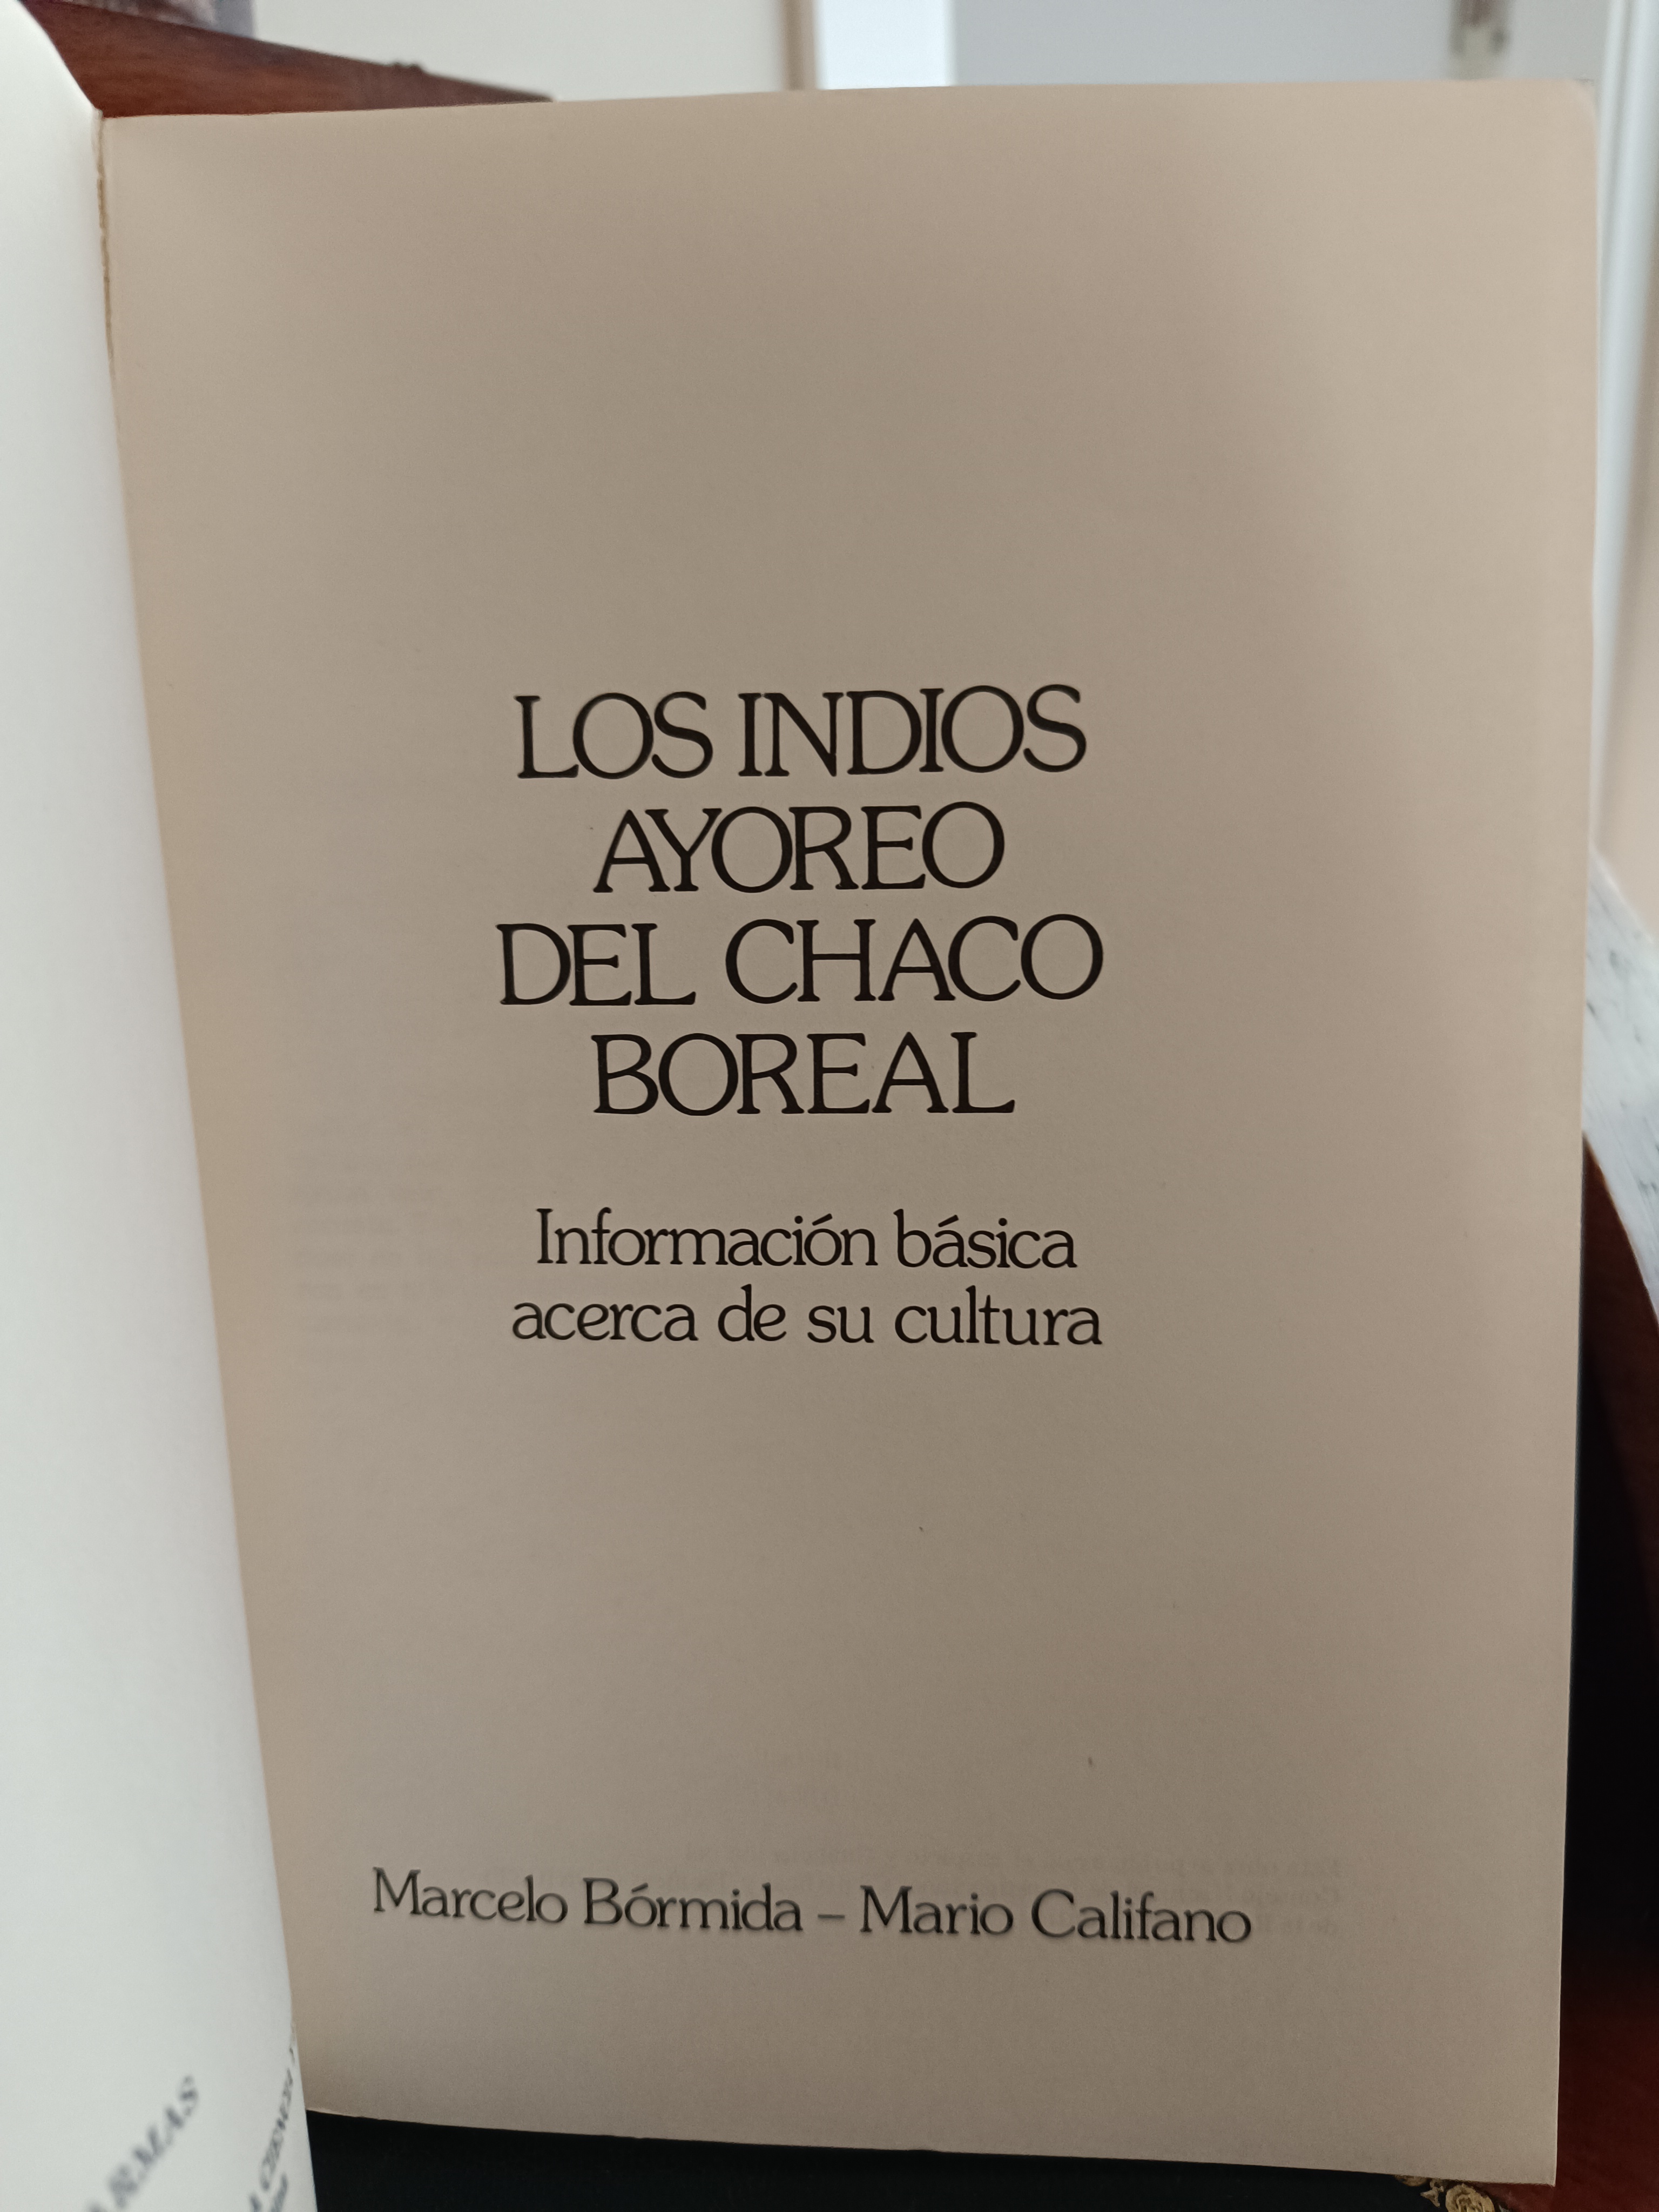 LOS INDIOS
AYOREO
DEL CHACO
BOREAL
Información básica
acerca de su cultura
Marcelo Bórmida – Mario Califano